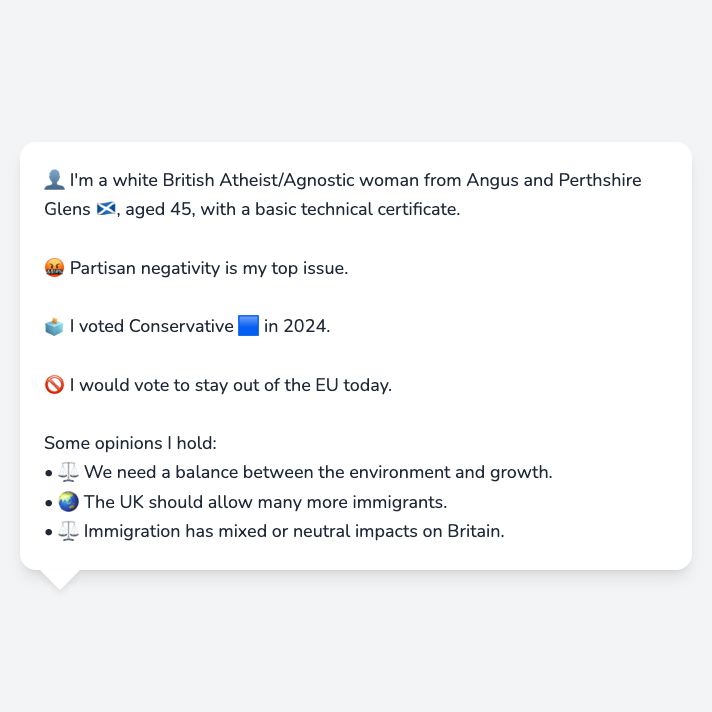 👤 I'm a white British Atheist/Agnostic woman from Angus and Perthshire
Glens 🏴󠁧󠁢󠁳󠁣󠁴󠁿, aged 45, with a basic technical certificate.
🤬 Partisan negativity is my top issue.
🗳️ I voted Conservative 🟦 in 2024.
🚫 I would vote to stay out of the EU today.
Some opinions I hold:
• ⚖️ We need a balance between the environment and growth.
• 🌏 The UK should allow many more immigrants.
• ⚖️ Immigration has mixed or neutral impacts on Britain.